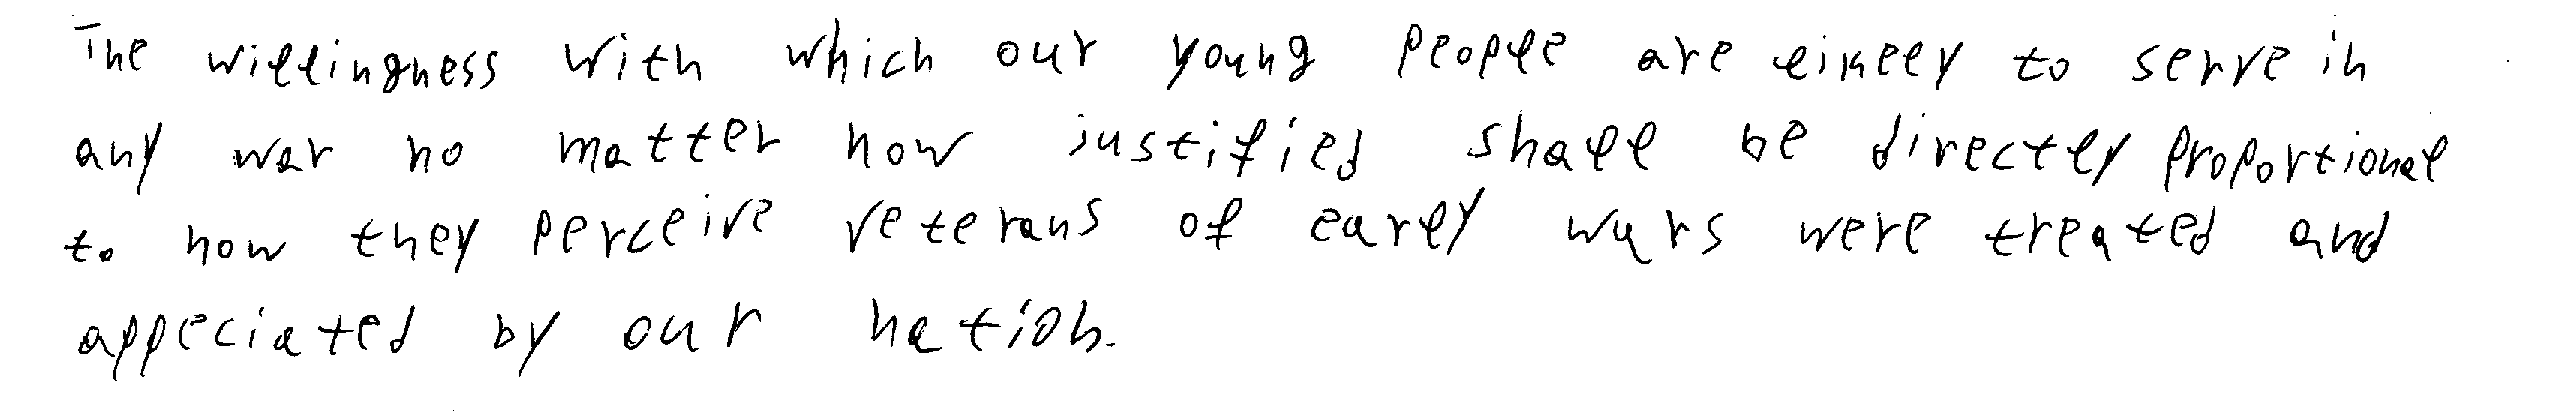 The willingness with which our young people are likely to serve in
any war no matter how justified shall be directly proportional
to how they perceive veterans of early wars were treated and
appeciated by our nation.